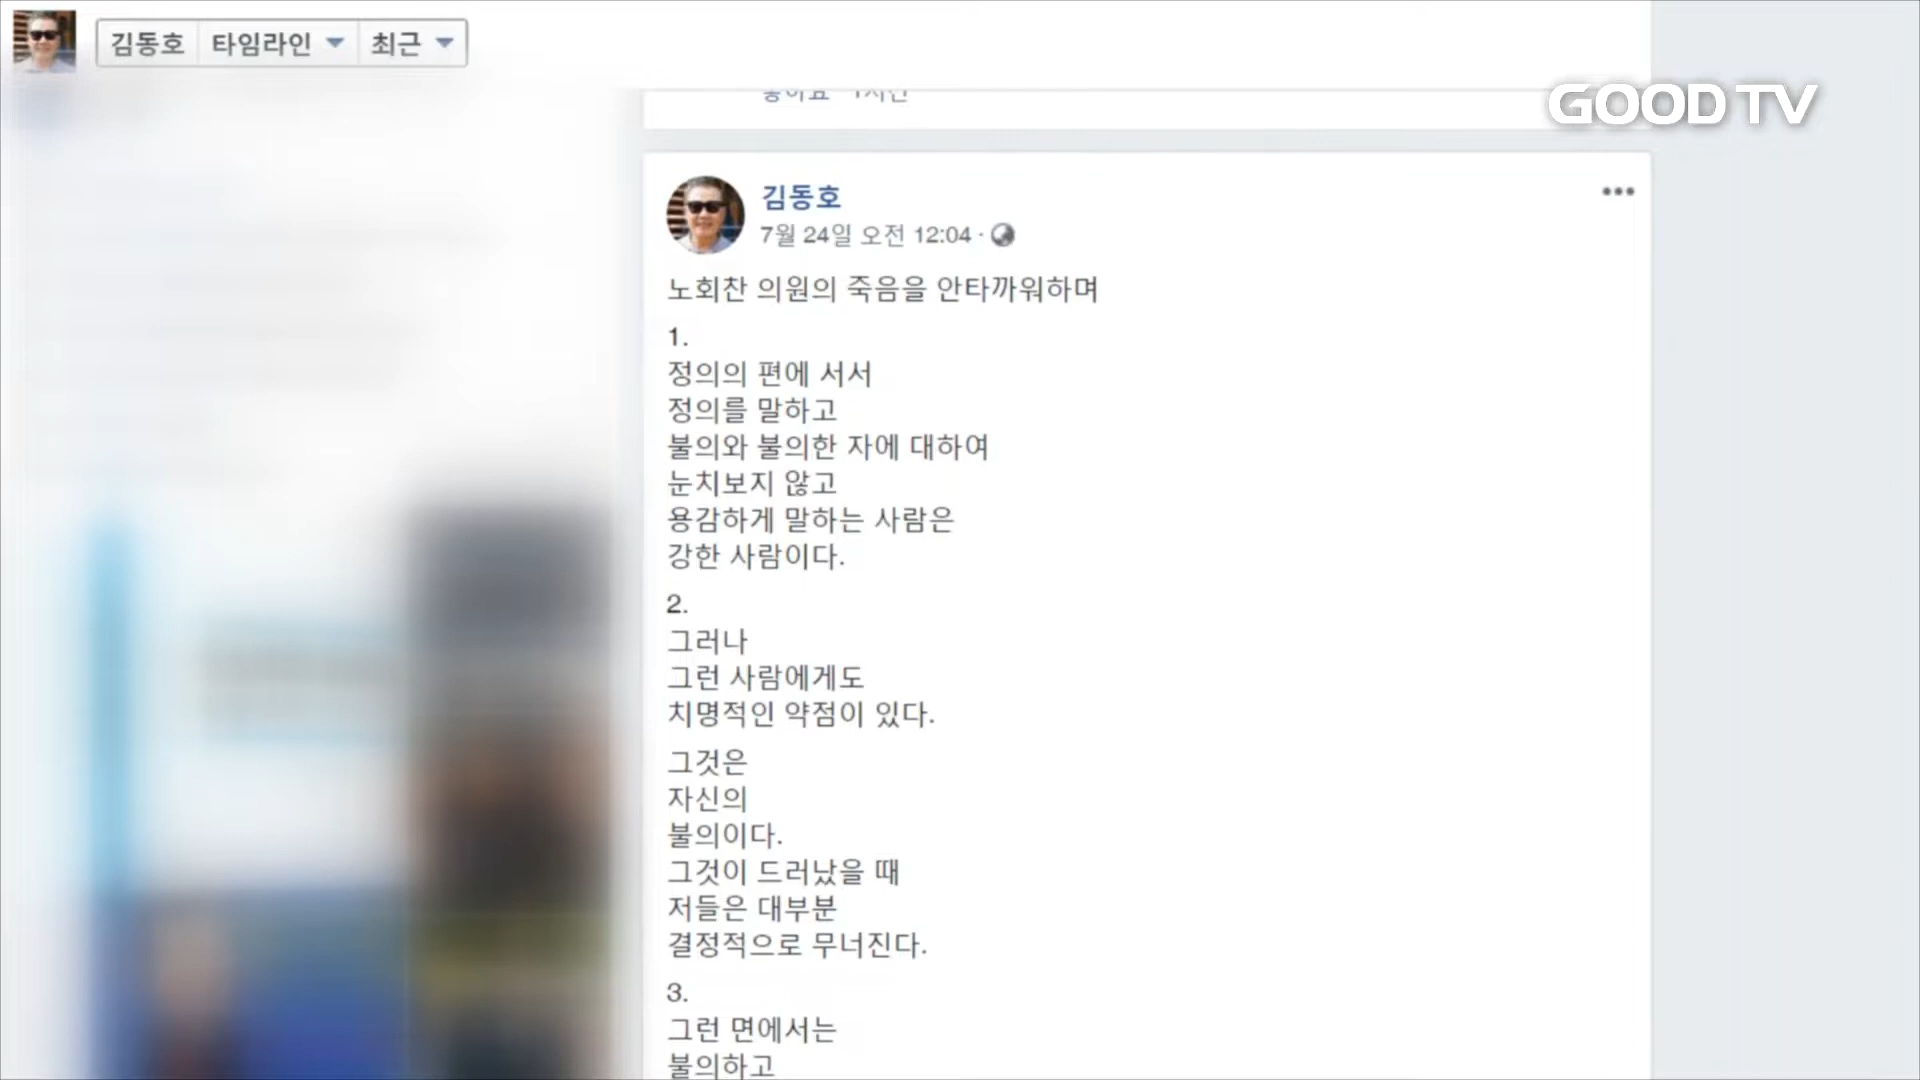 김동호 타임라인 최근
좋아요 1시간
GOOD TV
김동호
7월 24일 오전 12:04 ·
노회찬 의원의 죽음을 안타까워하며
1.
정의의 편에 서서
정의를 말하고
불의와 불의한 자에 대하여
눈치보지 않고
용감하게 말하는 사람은
강한 사람이다.
2.
그러나
그런 사람에게도
치명적인 약점이 있다.
그것은
자신의
불의이다.
그것이 드러났을 때
저들은 대부분
결정적으로 무너진다.
3.
그런 면에서는
불의하고